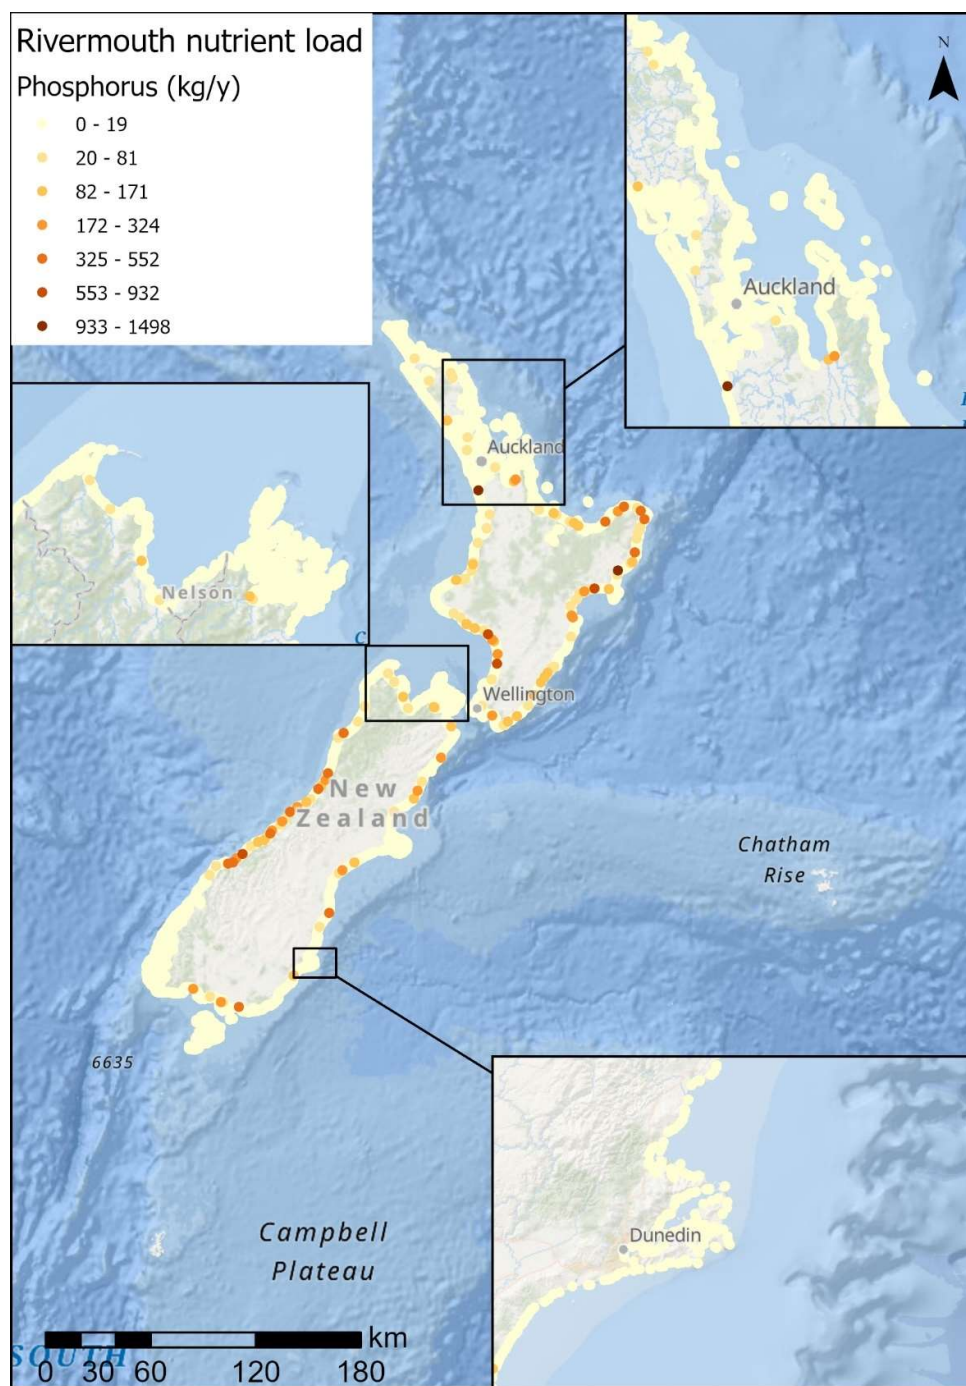 Rivermouth nutrient load
Phosphorus (kg/y)
0 - 19
20 - 81
82 - 171
172 - 324
325 - 552
553 - 932
933 - 1498
N
Auckland
Auckland
Nelson
C
Wellington
New
Zealand
Chatham
Rise
6635
Campbell
Plateau
Dunedin
km
SOUTH
0 30 60 120 180